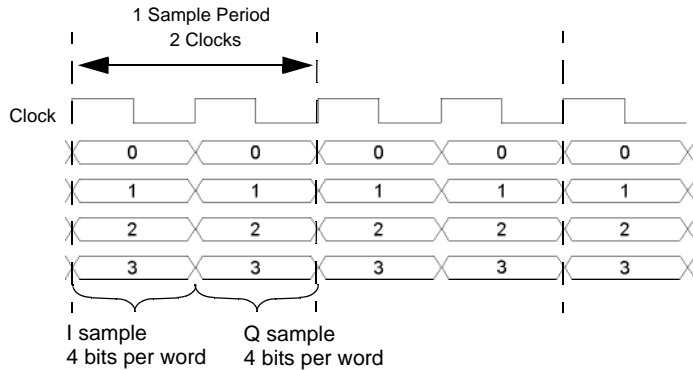 1 Sample Period
2 Clocks
Clock
0 0 0 0 0
1 1 1 1 1
2 2 2 2 2
3 3 3 3 3
I sample
4 bits per word
Q sample
4 bits per word